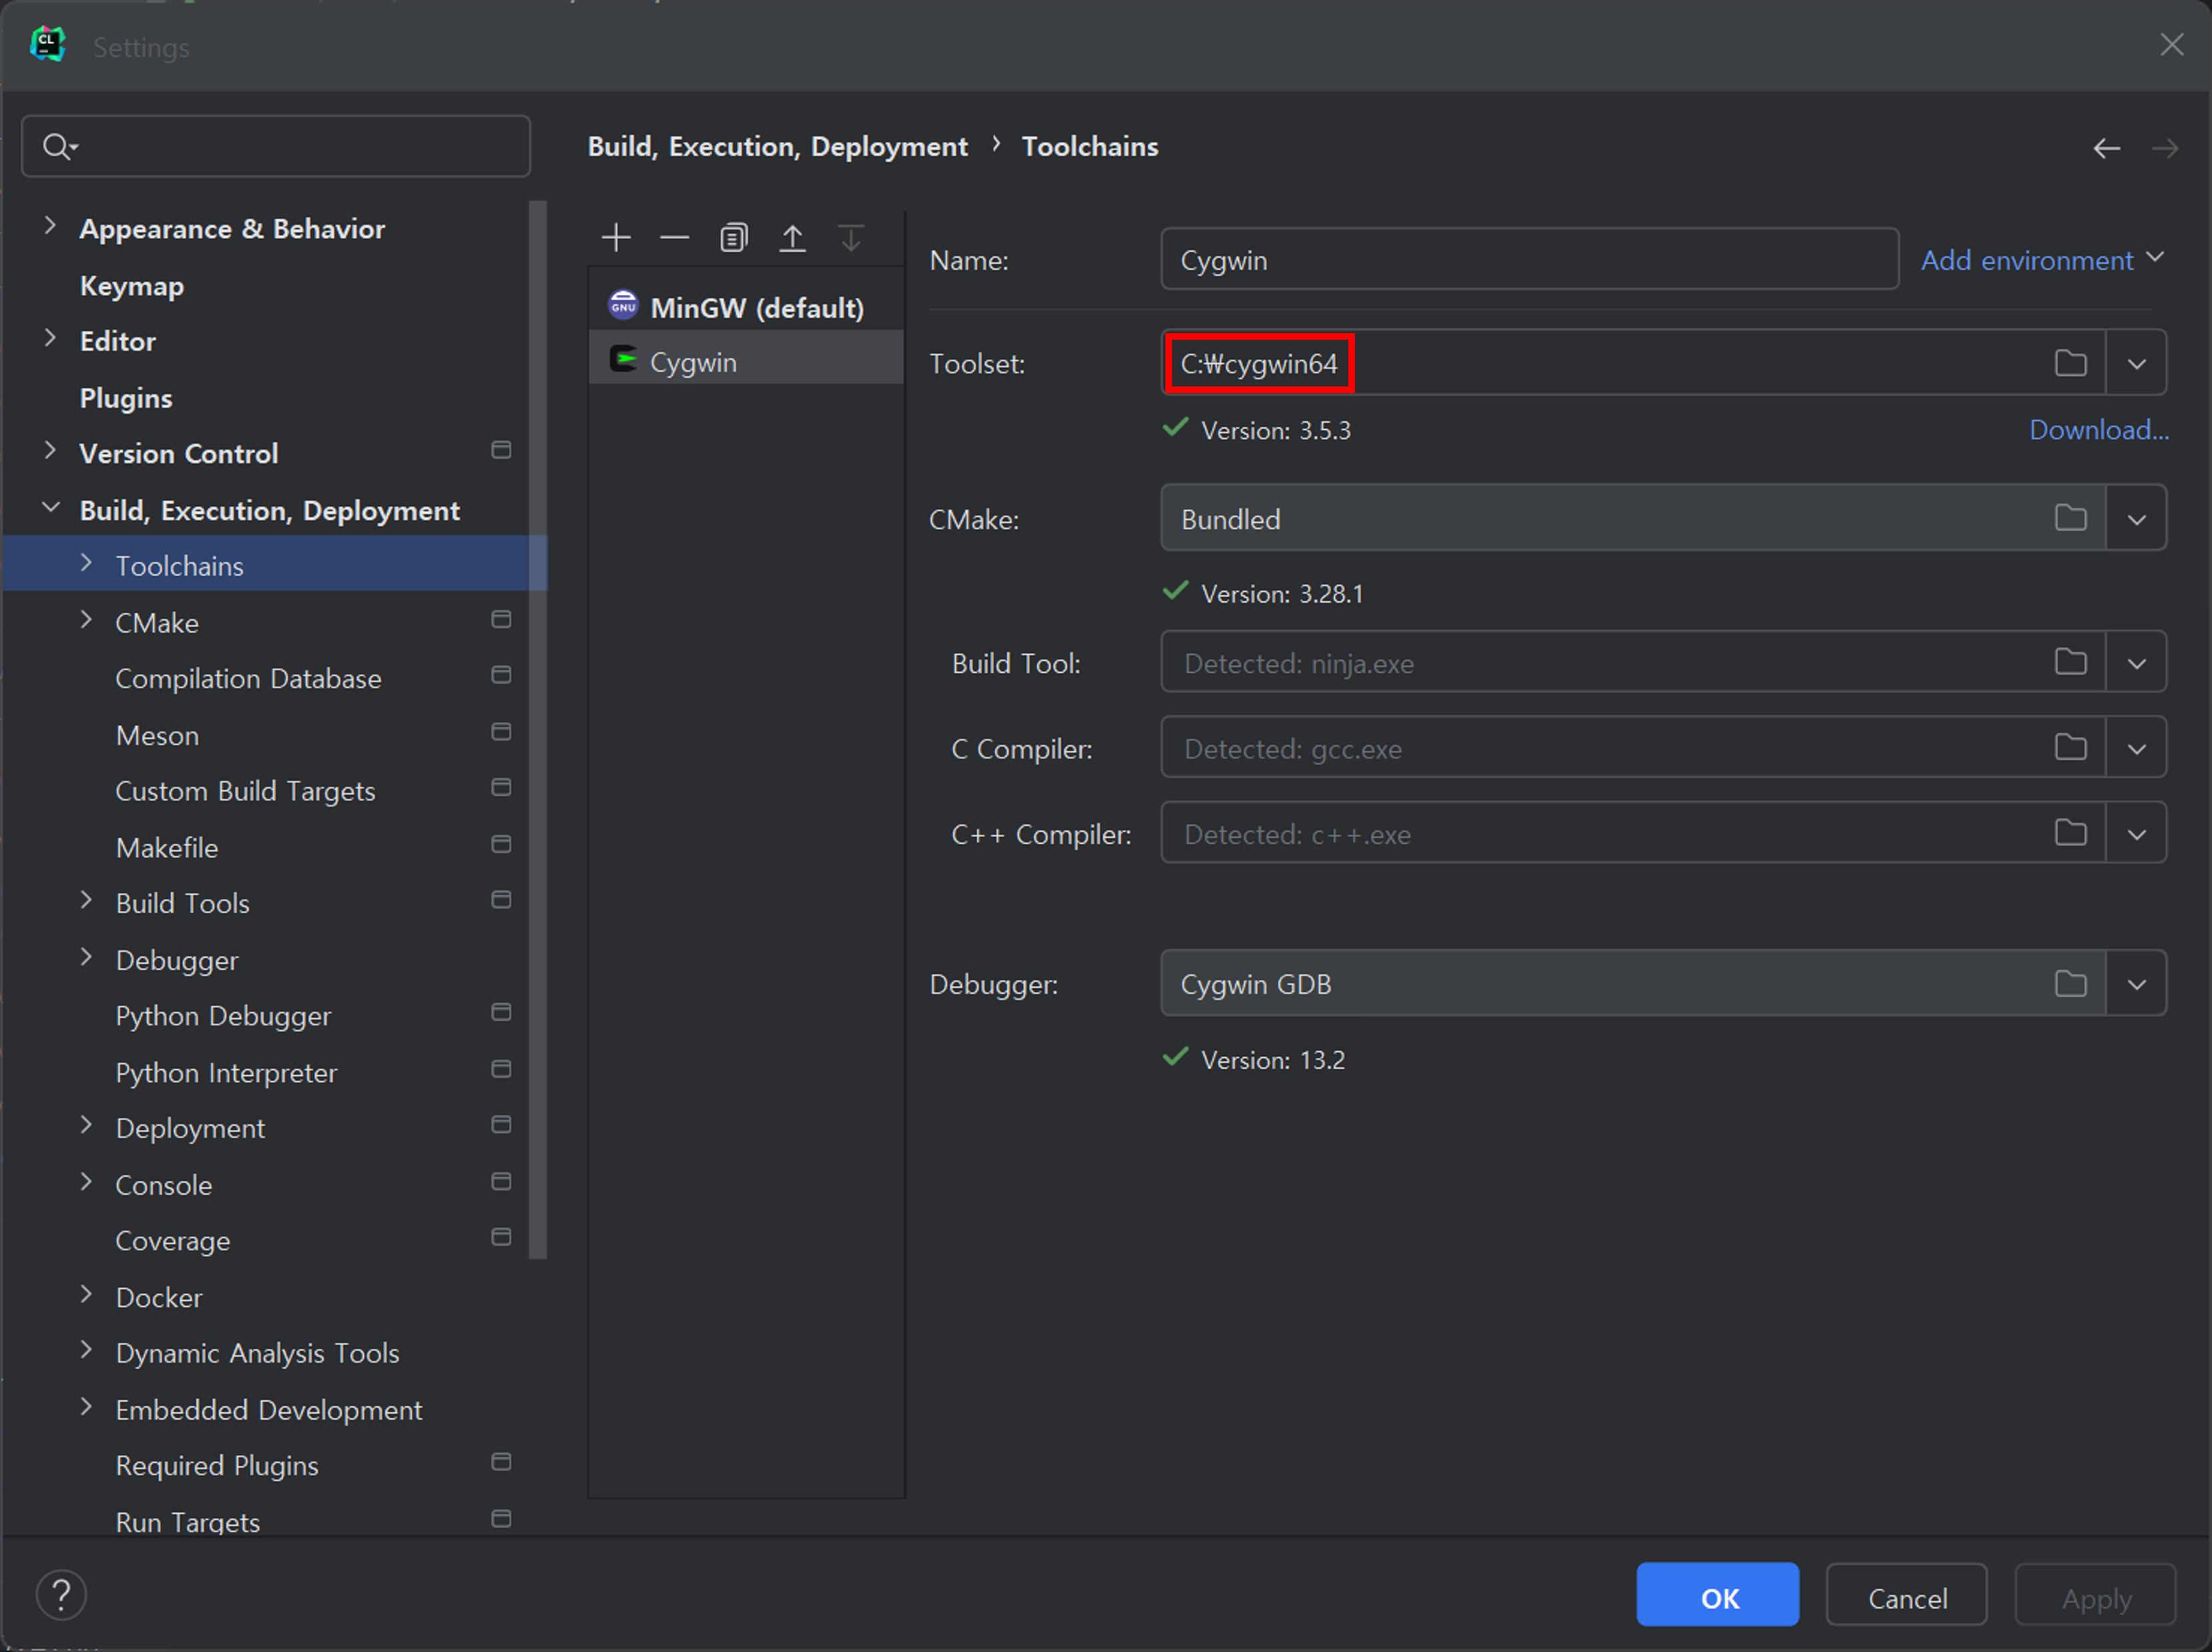 CL
Settings
Build, Execution, Deployment › Toolchains
Appearance & Behavior
Keymap
Editor
Plugins
Version Control
Build, Execution, Deployment
Toolchains
CMake
Compilation Database
Meson
Custom Build Targets
Makefile
Build Tools
Debugger
Python Debugger
Python Interpreter
Deployment
Console
Coverage
Docker
Dynamic Analysis Tools
Embedded Development
Required Plugins
Run Targets
GNU MinGW (default)
Cygwin
Name: Cygwin Add environment
Toolset: C:₩cygwin64
Version: 3.5.3 Download...
CMake: Bundled
Version: 3.28.1
Build Tool: Detected: ninja.exe
C Compiler: Detected: gcc.exe
C++ Compiler: Detected: c++.exe
Debugger: Cygwin GDB
Version: 13.2
? OK Cancel Apply